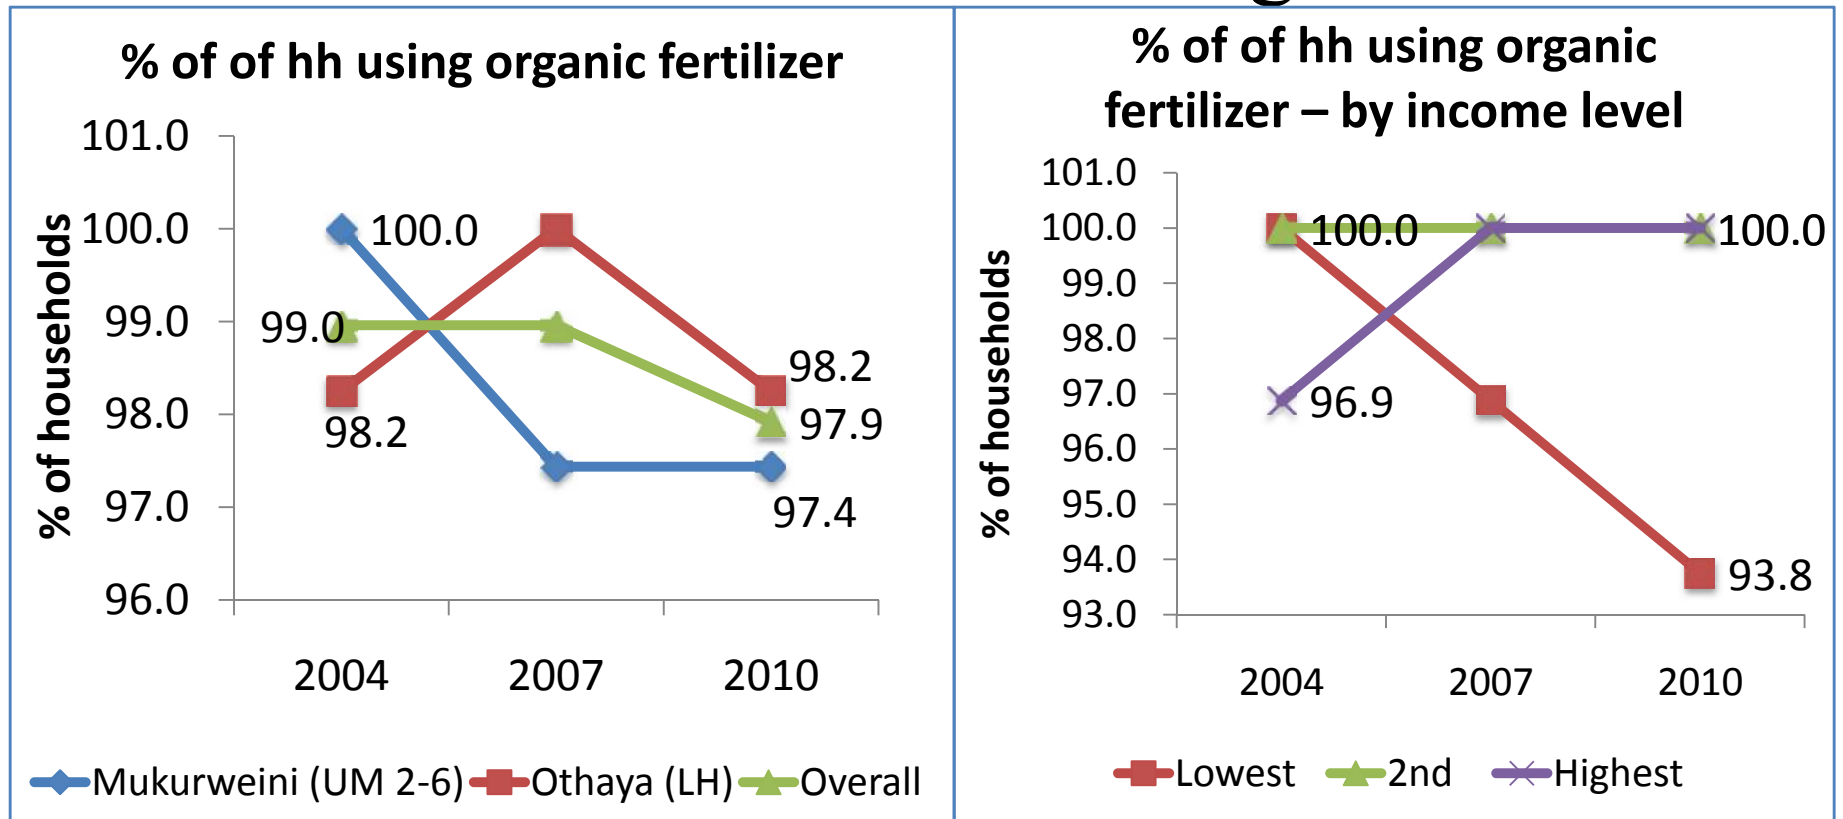 % of of hh using organic fertilizer
101.0
100.0
99.0
98.0
97.0
96.0
% of households
100.0
99.0
98.2
98.2
97.9
97.4
2004 2007 2010
Mukurweini (UM 2-6) Othaya (LH) Overall
% of of hh using organic
fertilizer – by income level
101.0
100.0
99.0
98.0
97.0
96.0
95.0
94.0
93.0
% of households
100.0
100.0
96.9
93.8
2004 2007 2010
Lowest 2nd Highest